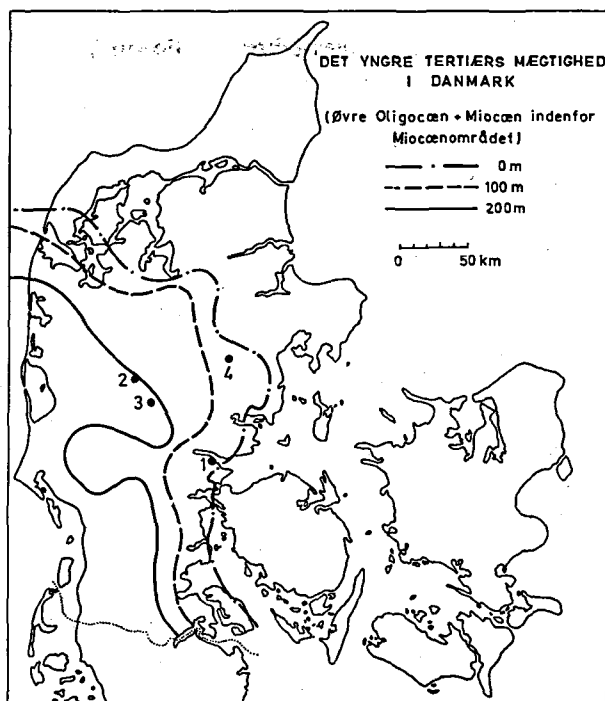 DET YNGRE TERTIÆRS MÆGTIGHED
I DANMARK
(Øvre Oligocæn + Miocæn indenfor
Miocænområdet)
0 m
100 m
200 m
0 50 km
4
2
3
1